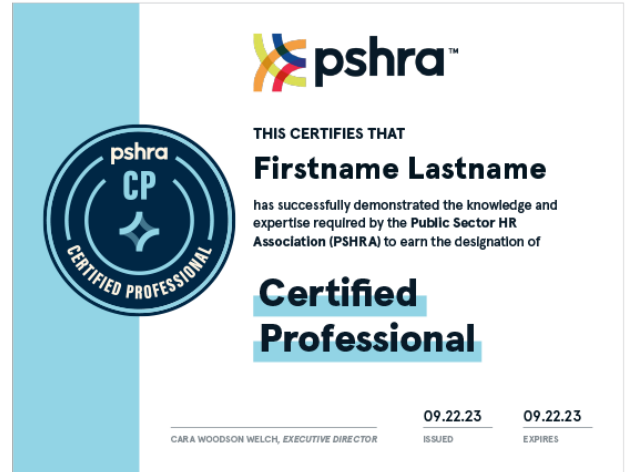 pshra™
THIS CERTIFIES THAT
Firstname Lastname
has successfully demonstrated the knowledge and
expertise required by the Public Sector HR
Association (PSHRA) to earn the designation of
Certified
Professional
pshra
CP
CERTIFIED PROFESSIONAL
09.22.23
09.22.23
CARA WOODSON WELCH, EXECUTIVE DIRECTOR
ISSUED
EXPIRES